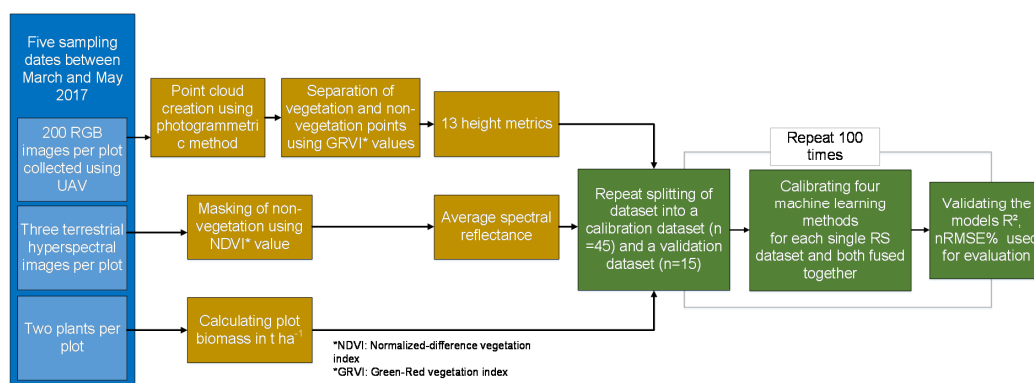 Five sampling
dates between
March and May
2017
200 RGB
images per plot
collected using
UAV
Three terrestrial
hyperspectral
images per plot
Two plants per
plot
Point cloud
creation using
photogrammetri
c method
Separation of
vegetation and non-
vegetation points
using GRVI* values
13 height metrics
Masking of non-
vegetation using
NDVI* value
Average spectral
reflectance
Calculating plot
biomass in t ha⁻¹
*NDVI: Normalized-difference vegetation
index
*GRVI: Green-Red vegetation index
Repeat splitting of
dataset into a
calibration dataset (n
=45) and a validation
dataset (n=15)
Repeat 100
times
Calibrating four
machine learning
methods
for each single RS
dataset and both fused
together
Validating the
models R²,
nRMSE% used
for evaluation